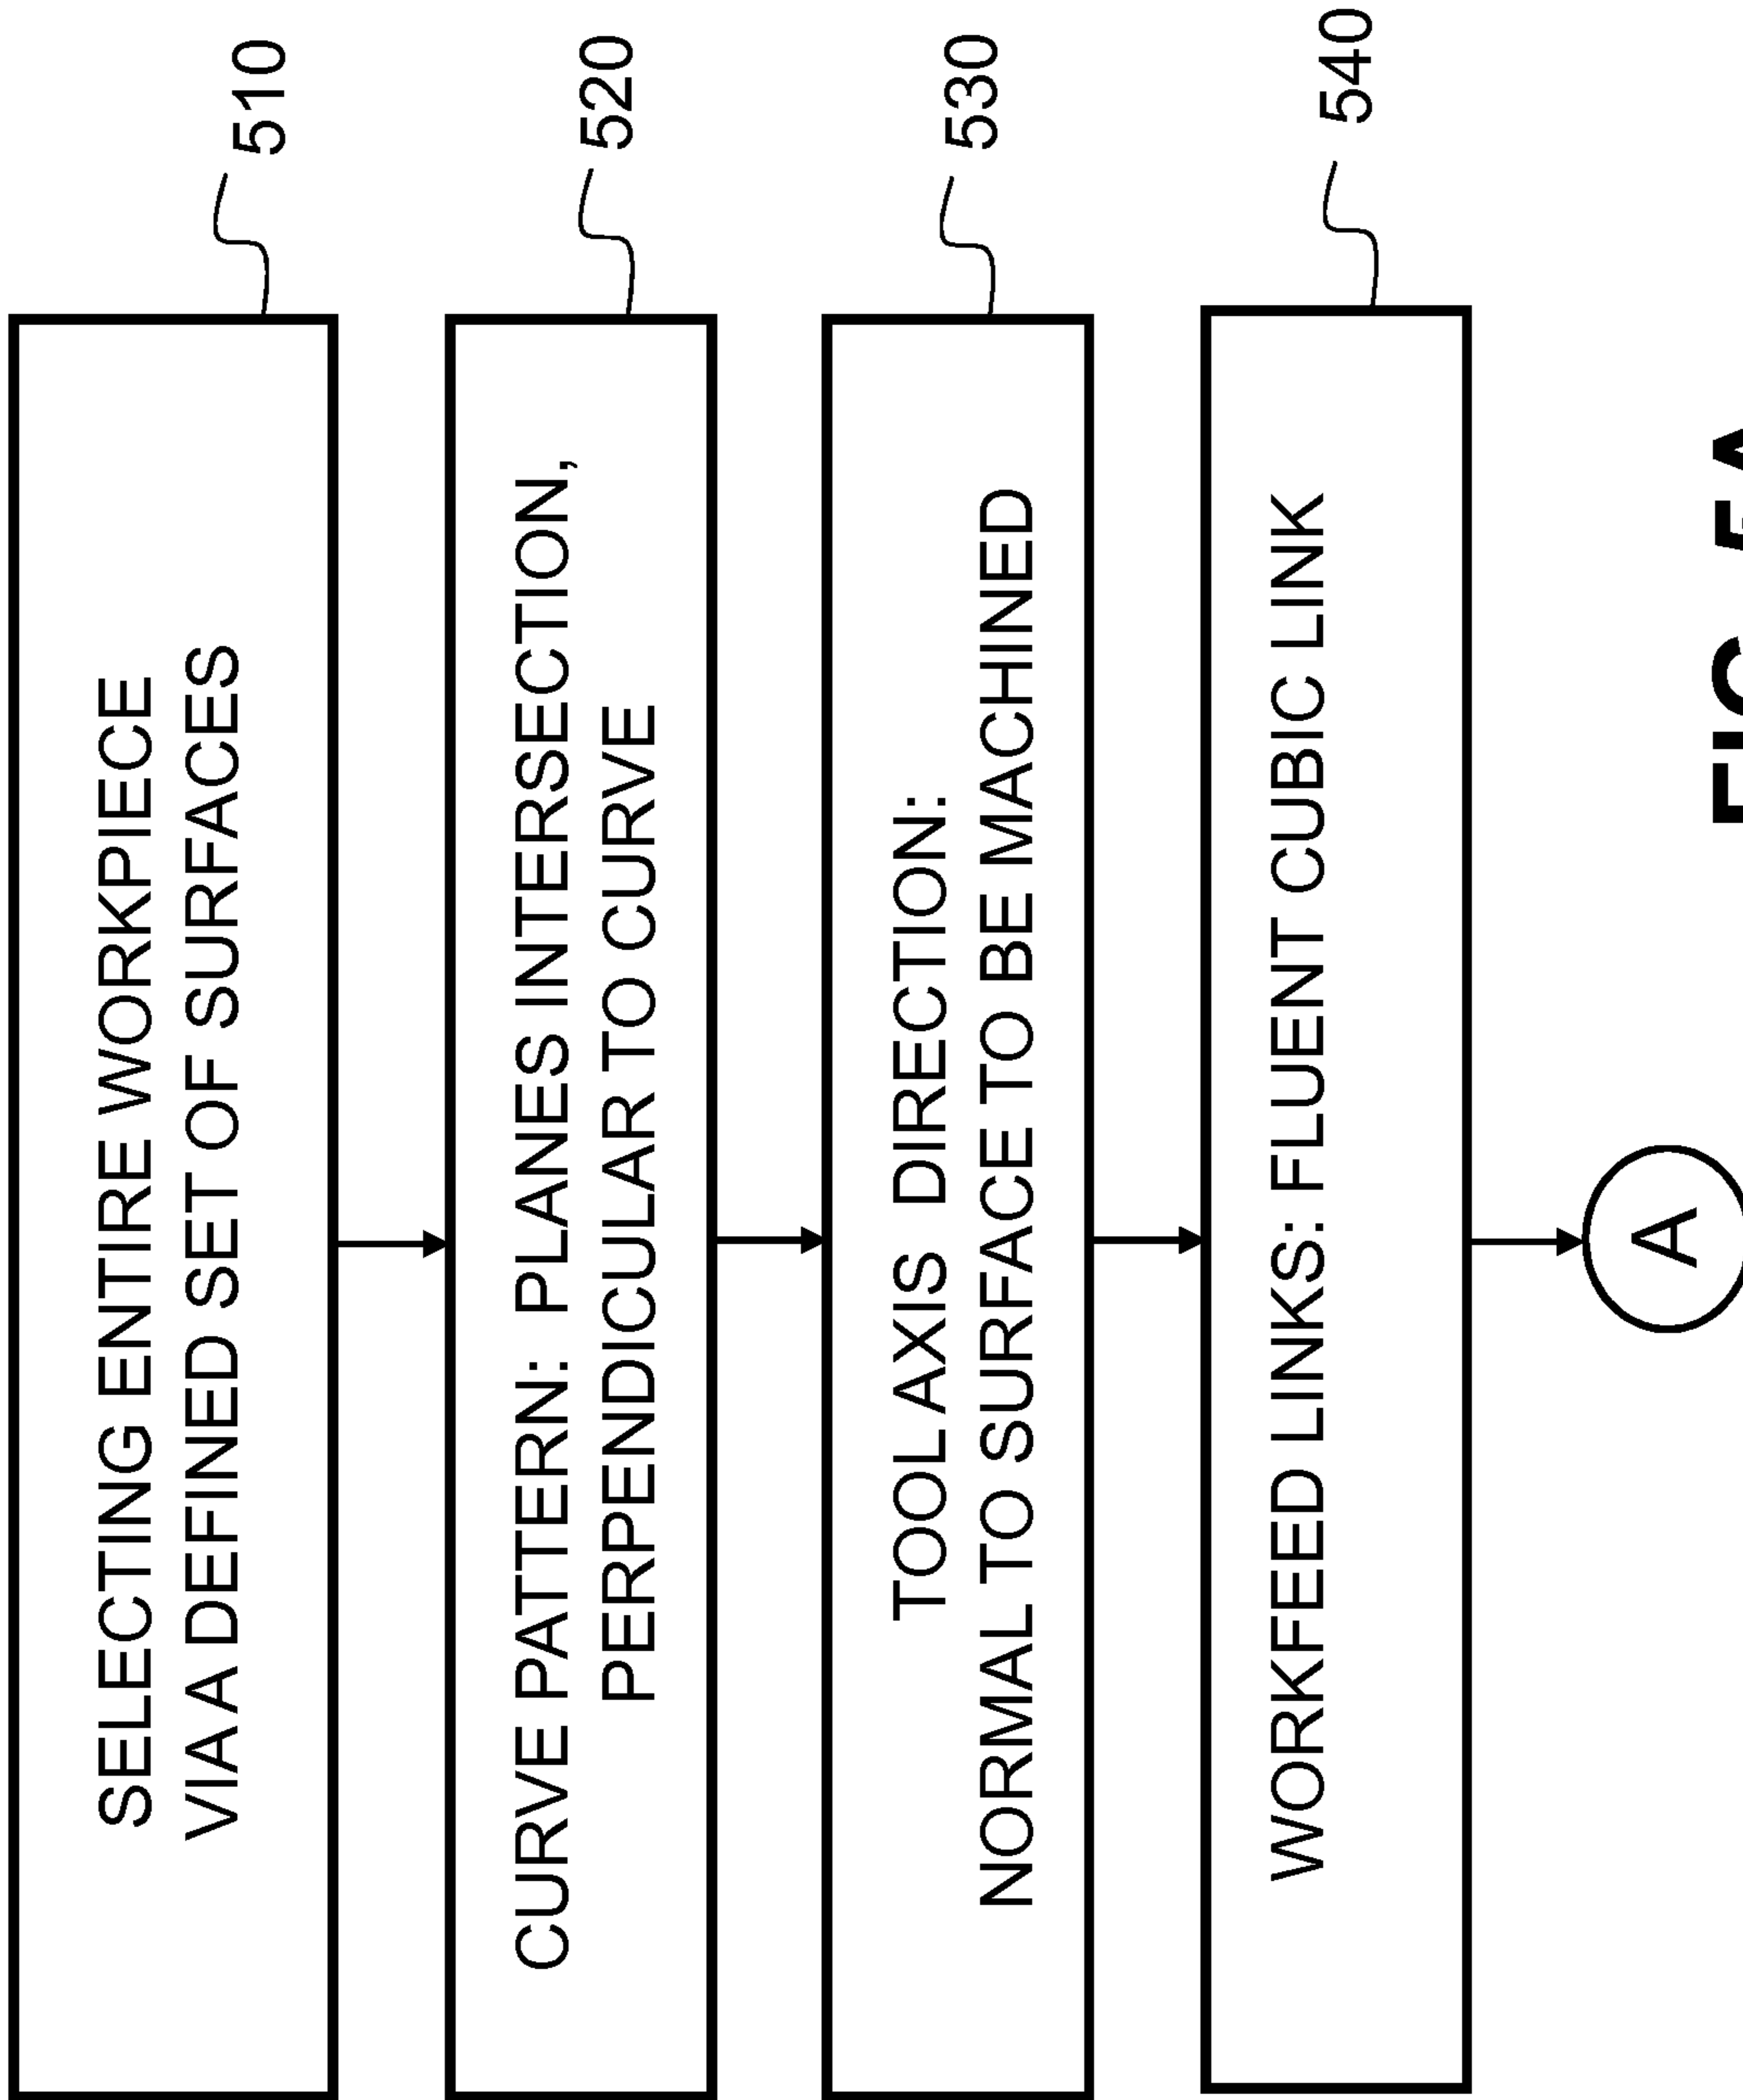 SELECTING ENTIRE WORKPIECE
VIA A DEFINED SET OF SURFACES
510
CURVE PATTERN: PLANES INTERSECTION,
PERPENDICULAR TO CURVE
520
TOOL AXIS DIRECTION:
NORMAL TO SURFACE TO BE MACHINED
530
WORKFEED LINKS: FLUENT CUBIC LINK
540
A